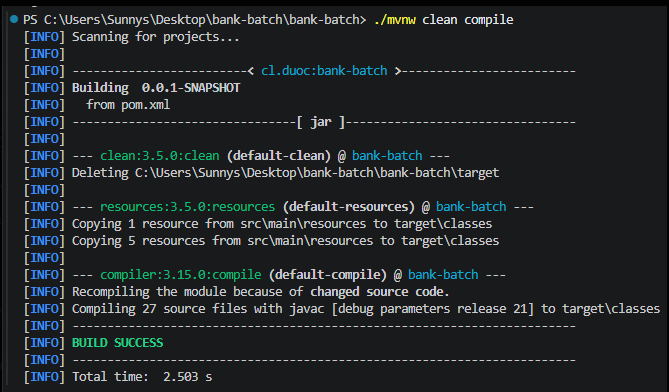 PS C:\Users\Sunnys\Desktop\bank-batch\bank-batch> ./mvnw clean compile
[INFO] Scanning for projects...
[INFO]
[INFO] -----------------------< cl.duoc:bank-batch >-----------------------
[INFO] Building  0.0.1-SNAPSHOT
[INFO]   from pom.xml
[INFO] --------------------------------[ jar ]---------------------------------
[INFO]
[INFO] --- clean:3.5.0:clean (default-clean) @ bank-batch ---
[INFO] Deleting C:\Users\Sunnys\Desktop\bank-batch\bank-batch\target
[INFO]
[INFO] --- resources:3.5.0:resources (default-resources) @ bank-batch ---
[INFO] Copying 1 resource from src\main\resources to target\classes
[INFO] Copying 5 resources from src\main\resources to target\classes
[INFO]
[INFO] --- compiler:3.15.0:compile (default-compile) @ bank-batch ---
[INFO] Recompiling the module because of changed source code.
[INFO] Compiling 27 source files with javac [debug parameters release 21] to target\classes
[INFO] ------------------------------------------------------------------------
[INFO] BUILD SUCCESS
[INFO] ------------------------------------------------------------------------
[INFO] Total time:  2.503 s